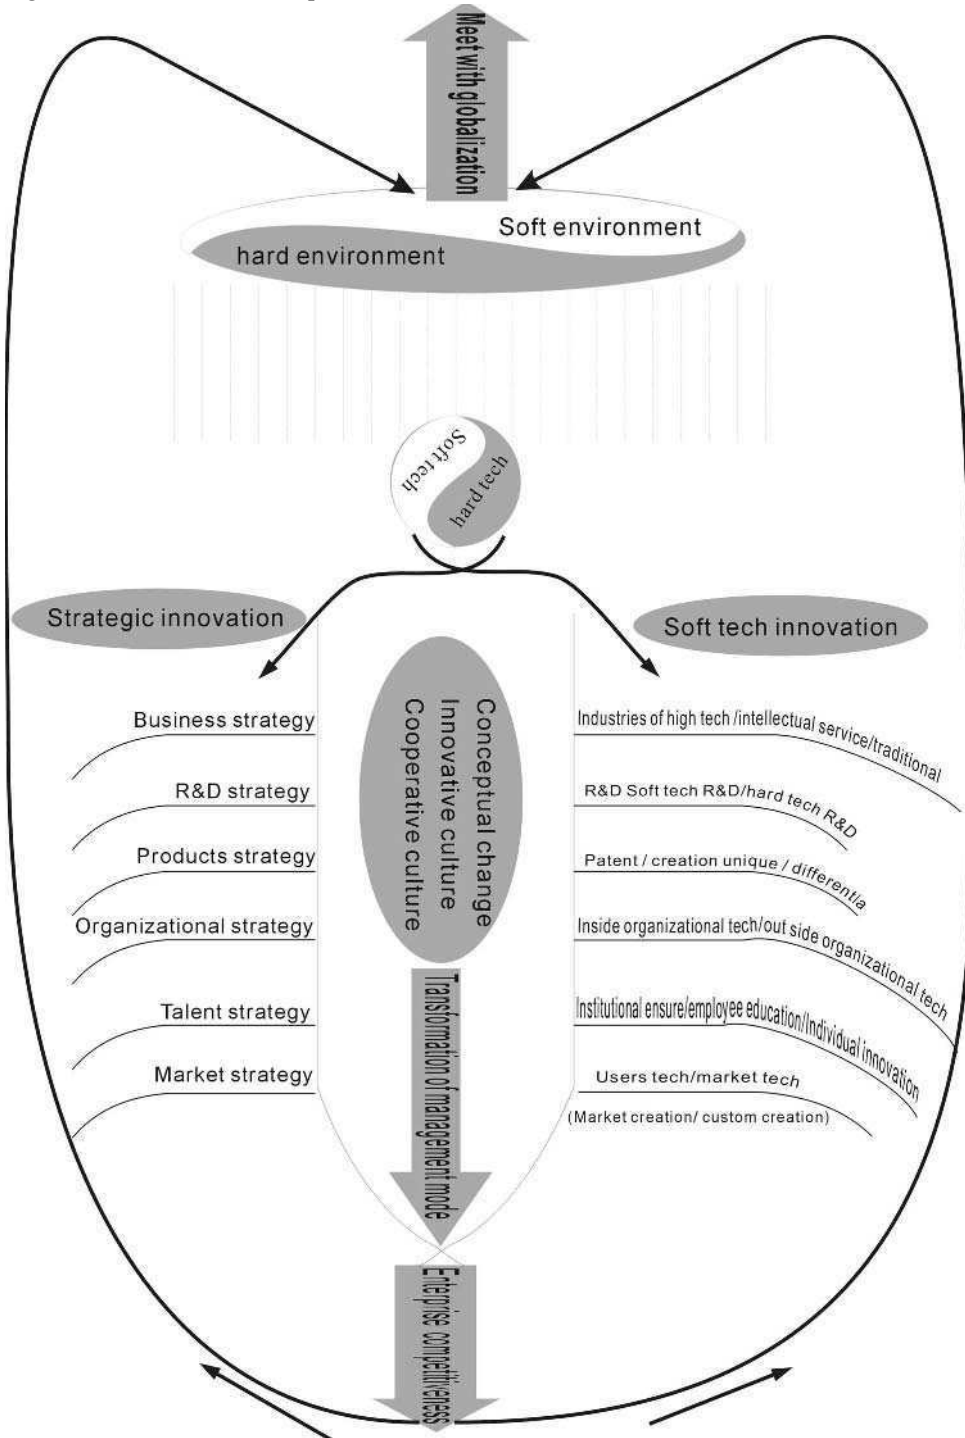 Meet with globalization
Soft environment
hard environment
Soft tech
hard tech
Strategic innovation
Soft tech innovation
Conceptual change
Innovative culture
Cooperative culture
Business strategy
R&D strategy
Products strategy
Organizational strategy
Talent strategy
Market strategy
Industries of high tech /intellectual service/traditional
R&D Soft tech R&D/hard tech R&D
Patent / creation unique / differentia
Inside organizational tech/out side organizational tech
Institutional ensure/employee education/Individual innovation
Users tech/market tech
(Market creation/ custom creation)
Transformation of management mode
Enterprise competitiveness